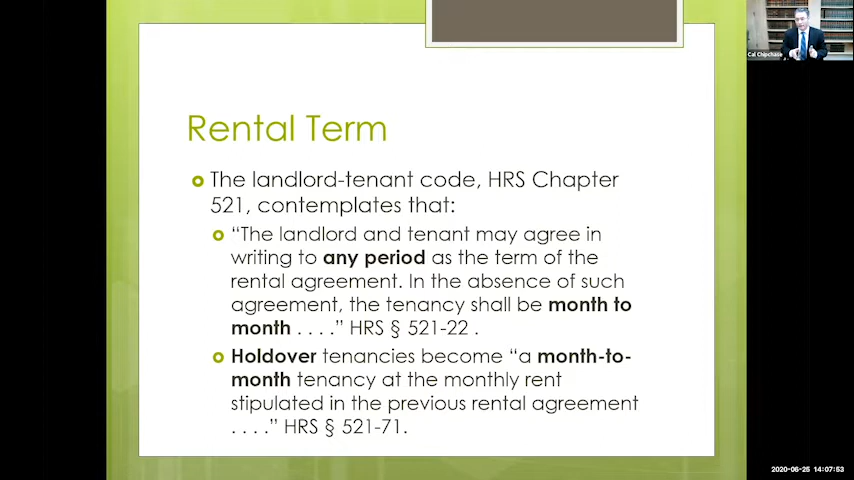 Cal Chipchase
Rental Term
The landlord-tenant code, HRS Chapter
521, contemplates that:
“The landlord and tenant may agree in
writing to any period as the term of the
rental agreement. In the absence of such
agreement, the tenancy shall be month to
month . . . .” HRS § 521-22 .
Holdover tenancies become “a month-to-
month tenancy at the monthly rent
stipulated in the previous rental agreement
. . . .” HRS § 521-71.
2020-06-25 14:07:53